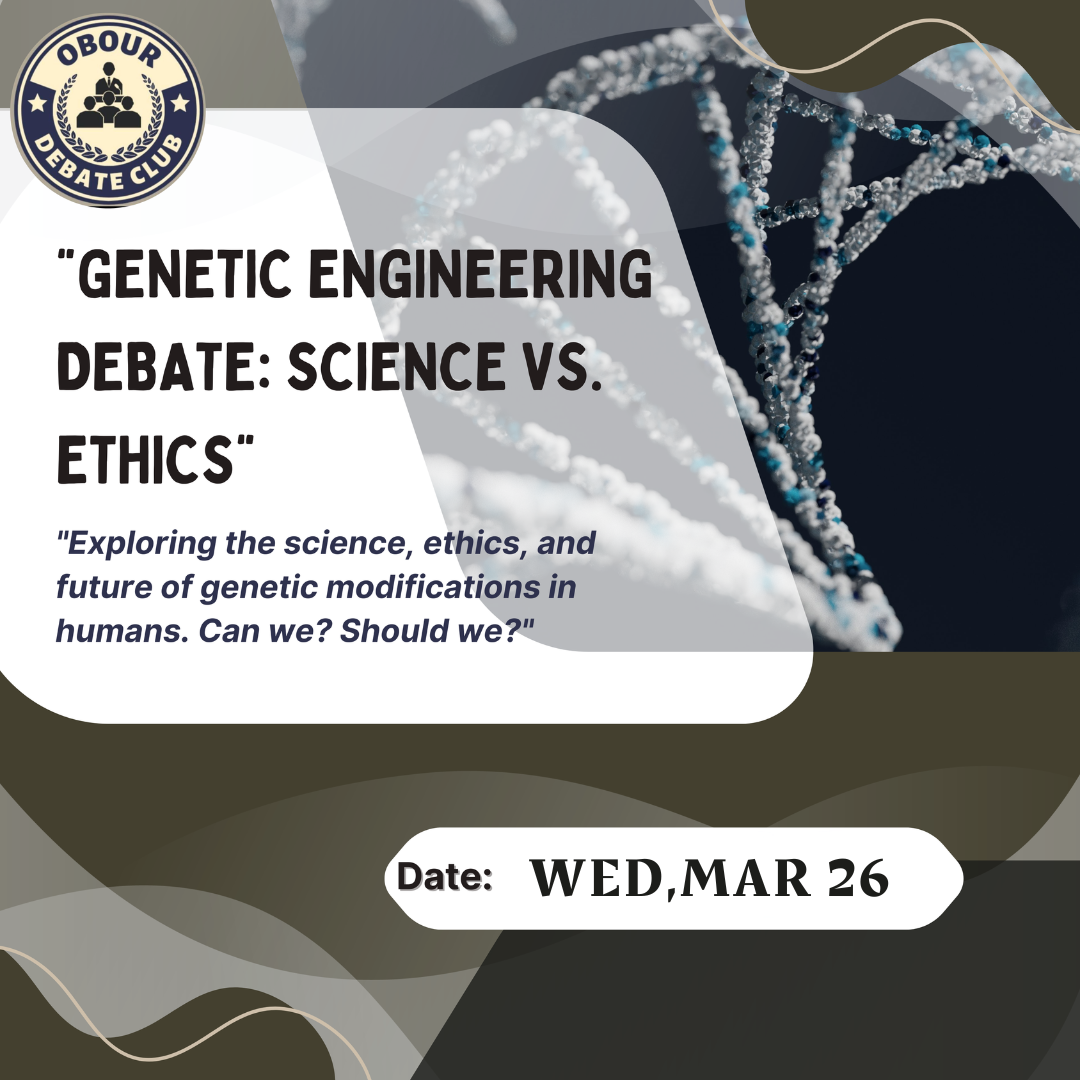 OBOUR
DEBATE CLUB
"GENETIC ENGINEERING
DEBATE: SCIENCE VS.
ETHICS"
"Exploring the science, ethics, and
future of genetic modifications in
humans. Can we? Should we?"
Date: WED,MAR 26